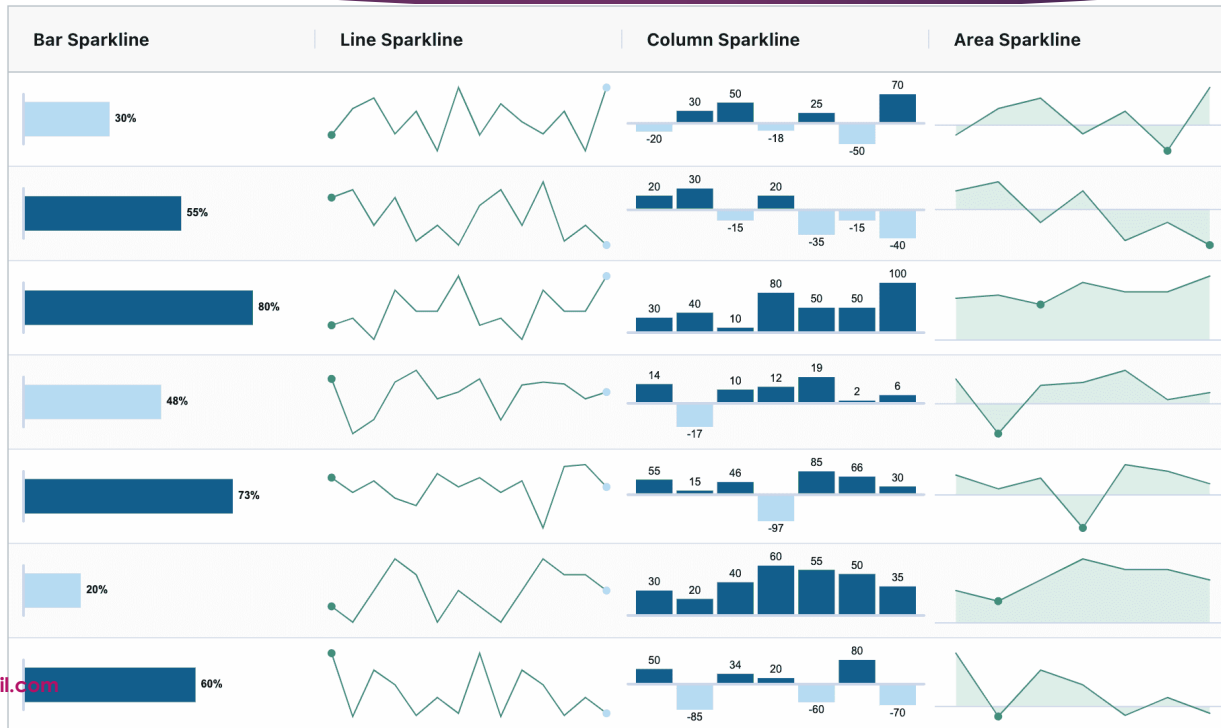 Bar Sparkline Line Sparkline Column Sparkline Area Sparkline
30% -20 30 50 -18 25 -50 70
55% 20 30 -15 20 -35 -15 -40
80% 30 40 10 80 50 50 100
48% 14 -17 10 12 19 2 6
73% 55 15 46 -97 85 66 30
20% 30 20 40 60 55 50 35
60% 50 -85 34 20 -60 80 -70
il.com